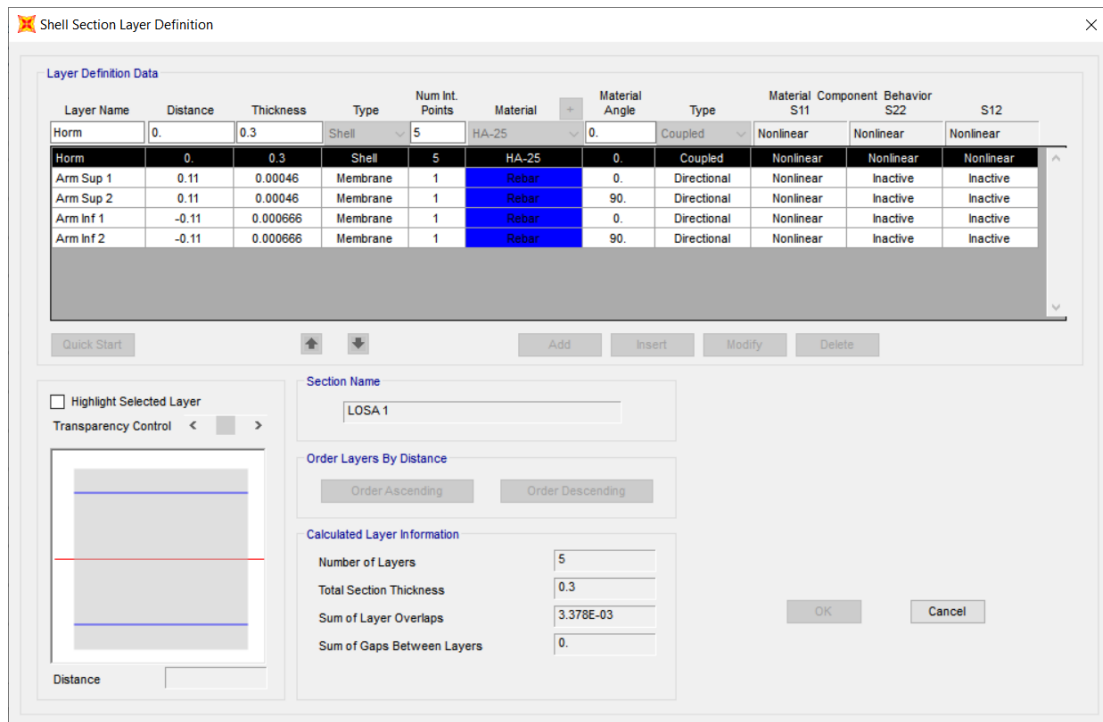 Shell Section Layer Definition
Layer Definition Data
Num Int. Material Material Component Behavior
Layer Name Distance Thickness Type Points Material + Angle Type S11 S22 S12
Horm 0. 0.3 Shell 5 HA-25 0. Coupled Nonlinear Nonlinear Nonlinear
Horm 0. 0.3 Shell 5 HA-25 0. Coupled Nonlinear Nonlinear Nonlinear
Arm Sup 1 0.11 0.00046 Membrane 1 Rebar 0. Directional Nonlinear Inactive Inactive
Arm Sup 2 0.11 0.00046 Membrane 1 Rebar 90. Directional Nonlinear Inactive Inactive
Arm Inf 1 -0.11 0.000666 Membrane 1 Rebar 0. Directional Nonlinear Inactive Inactive
Arm Inf 2 -0.11 0.000666 Membrane 1 Rebar 90. Directional Nonlinear Inactive Inactive
Quick Start Add Insert Modify Delete
Highlight Selected Layer
Transparency Control
Distance
Section Name
LOSA 1
Order Layers By Distance
Order Ascending Order Descending
Calculated Layer Information
Number of Layers 5
Total Section Thickness 0.3
Sum of Layer Overlaps 3.378E-03
Sum of Gaps Between Layers 0.
OK Cancel